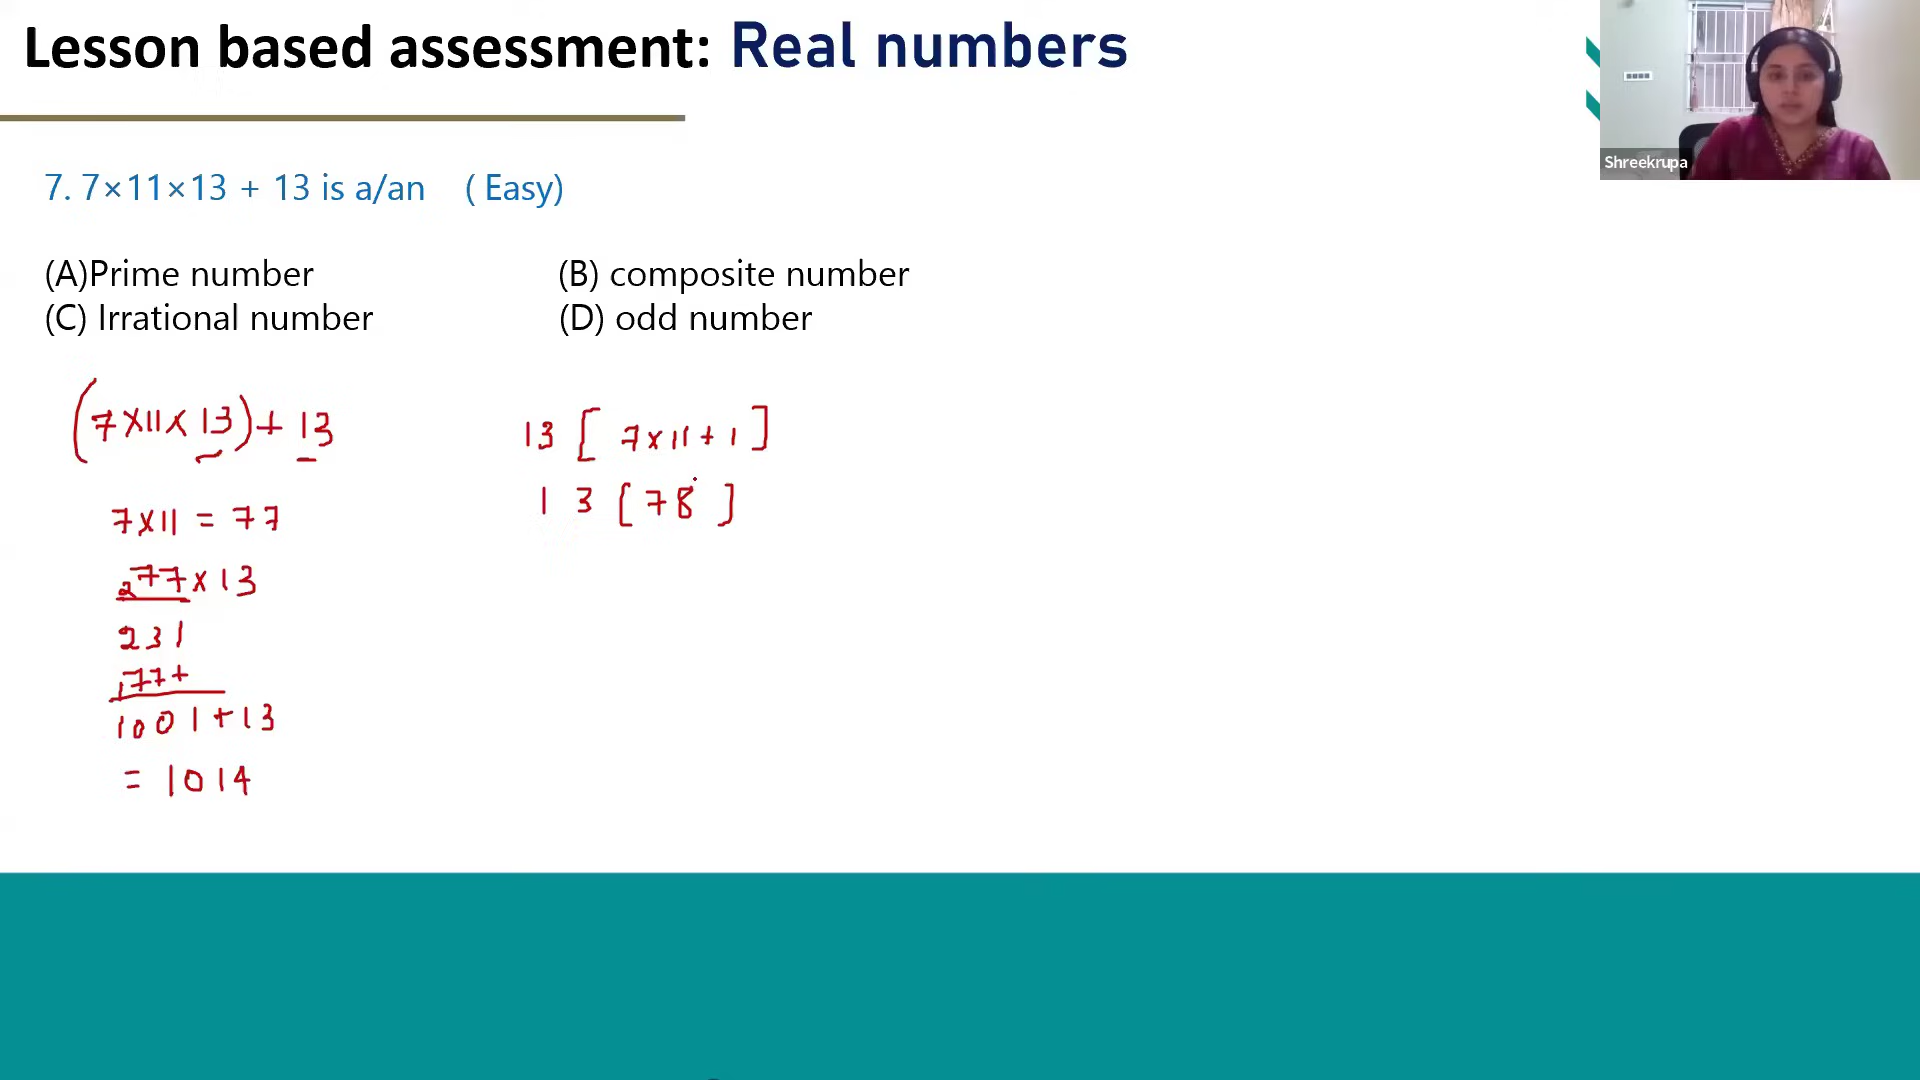 Lesson based assessment: Real numbers
Shreekrupa
7. 7×11×13 + 13 is a/an ( Easy)
(A)Prime number (B) composite number
(C) Irrational number (D) odd number
(7×11×13)+ 13
7×11 = 77
277×13
231
177+
1001+13
= 1014
13 [ 7×11+1 ]
13 [ 78 ]